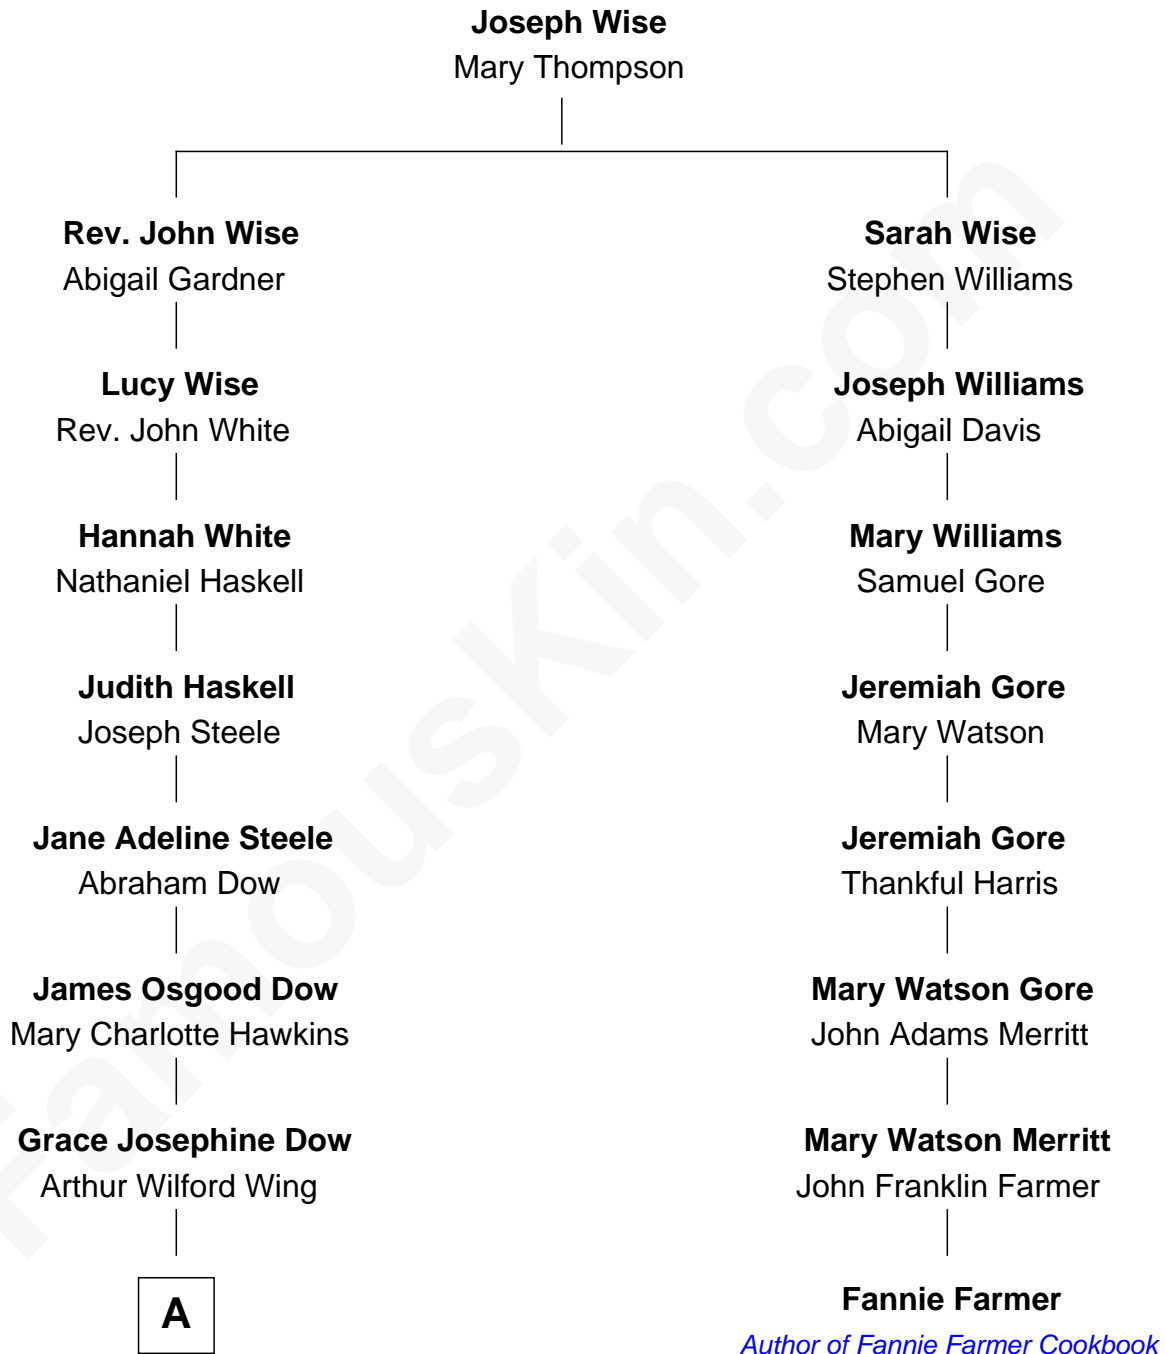 Joseph Wise
Mary Thompson
Rev. John Wise
Abigail Gardner
Lucy Wise
Rev. John White
Hannah White
Nathaniel Haskell
Judith Haskell
Joseph Steele
Jane Adeline Steele
Abraham Dow
James Osgood Dow
Mary Charlotte Hawkins
Grace Josephine Dow
Arthur Wilford Wing
A
Sarah Wise
Stephen Williams
Joseph Williams
Abigail Davis
Mary Williams
Samuel Gore
Jeremiah Gore
Mary Watson
Jeremiah Gore
Thankful Harris
Mary Watson Gore
John Adams Merritt
Mary Watson Merritt
John Franklin Farmer
Fannie Farmer
Author of Fannie Farmer Cookbook
FamousKin.com